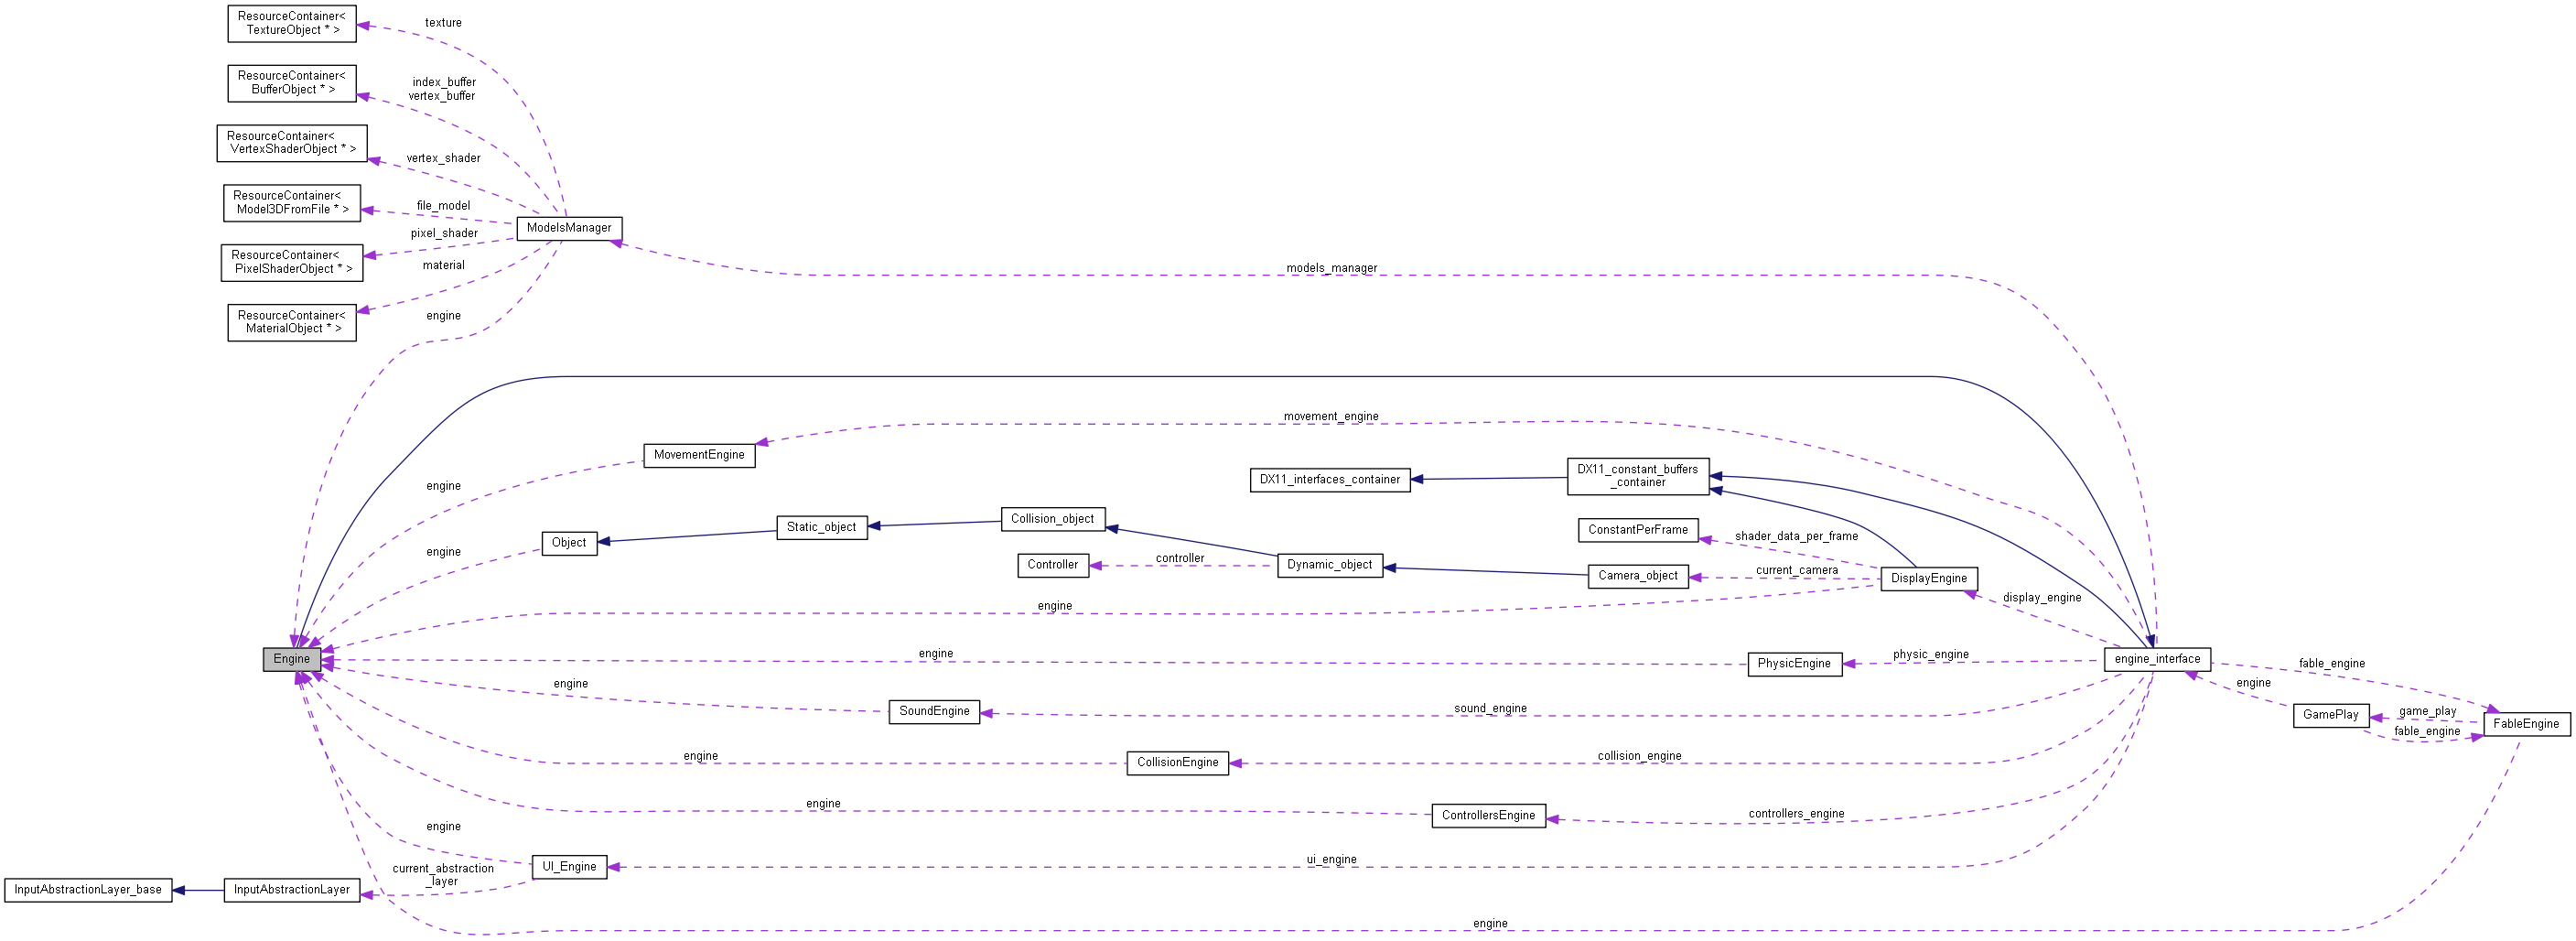 ResourceContainer<
TextureObject * >
texture
ResourceContainer<
BufferObject * >
index_buffer
vertex_buffer
ResourceContainer<
VertexShaderObject * >
vertex_shader
ResourceContainer<
Model3DFromFile * >
file_model
ModelsManager
pixel_shader
ResourceContainer<
PixelShaderObject * >
material
models_manager
ResourceContainer<
MaterialObject * >
engine
movement_engine
MovementEngine
engine
DX11_interfaces_container
DX11_constant_buffers
_container
Collision_object
Static_object
ConstantPerFrame
shader_data_per_frame
Object
engine
controller
Controller
Dynamic_object
Camera_object
current_camera
DisplayEngine
engine
display_engine
Engine
engine
PhysicEngine
physic_engine
engine_interface
fable_engine
engine
engine
SoundEngine
sound_engine
GamePlay
game_play
fable_engine
FableEngine
engine
CollisionEngine
collision_engine
engine
ControllersEngine
controllers_engine
engine
UI_Engine
ui_engine
current_abstraction
_layer
InputAbstractionLayer_base
InputAbstractionLayer
engine